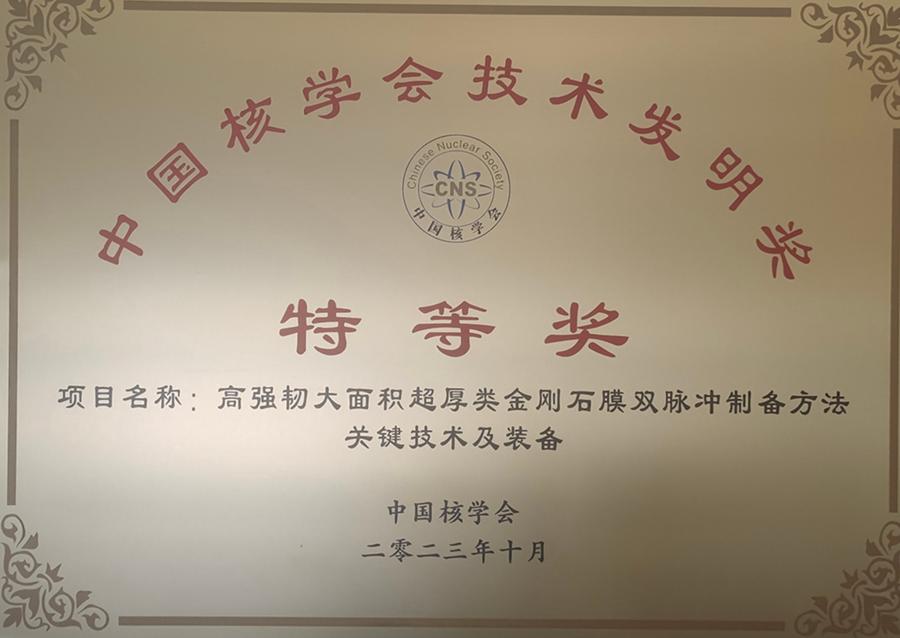 中国核学会技术发明奖
Chinese Nuclear Society
CNS
中国核学会
特等奖
项目名称：高强韧大面积超厚类金刚石膜双脉冲制备方法
关键技术及装备
中国核学会
二零二三年十月